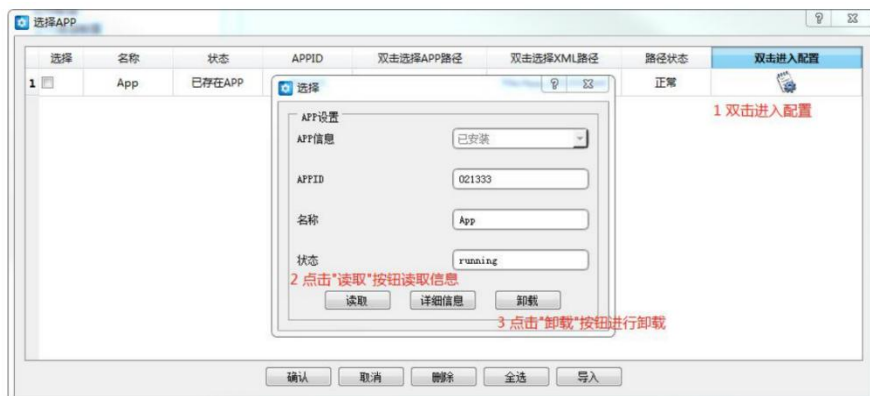 选择APP
选择 名称 状态 APPID 双击选择APP路径 双击选择XML路径 路径状态 双击进入配置
1 App 已存在APP 正常
1 双击进入配置
选择
APP设置
APP信息 已安装
APPID 021333
名称 App
状态 running
2 点击"读取"按钮读取信息
读取 详细信息 卸载
3 点击"卸载"按钮进行卸载
确认 取消 删除 全选 导入